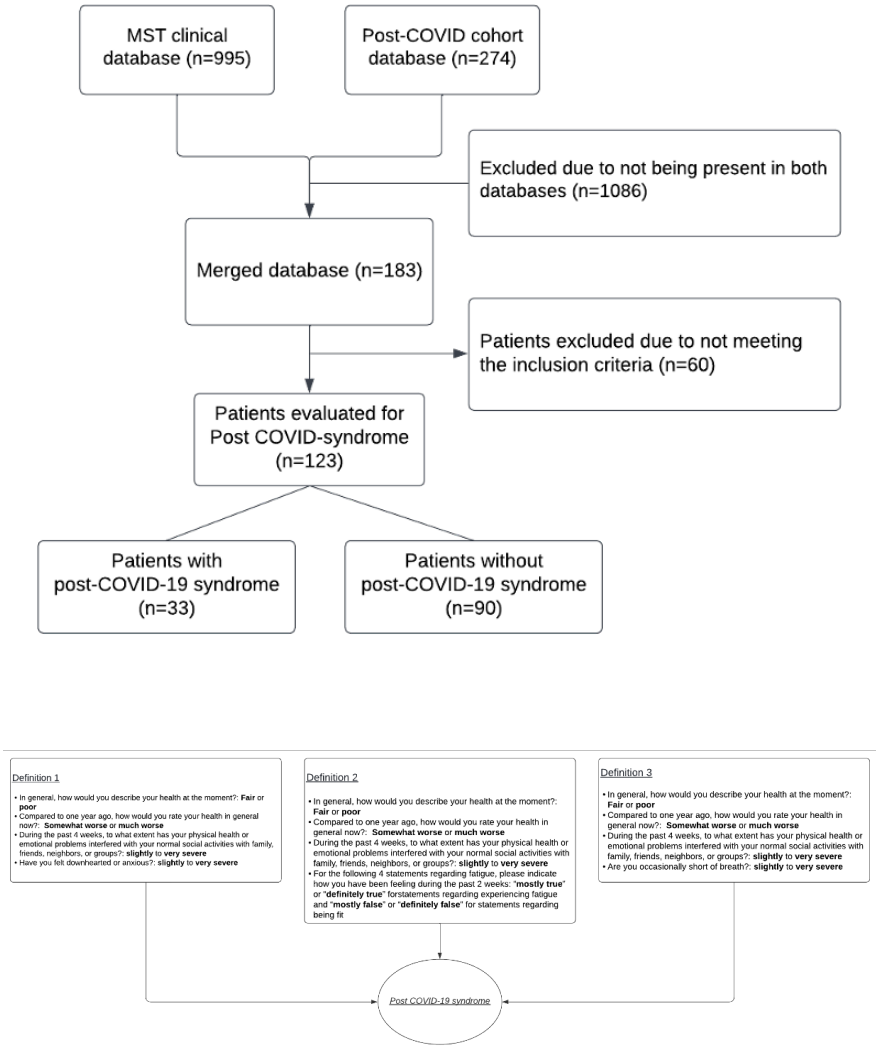 MST clinical
database (n=995)
Post-COVID cohort
database (n=274)
Excluded due to not being present in both
databases (n=1086)
Merged database (n=183)
Patients excluded due to not meeting
the inclusion criteria (n=60)
Patients evaluated for
Post COVID-syndrome
(n=123)
Patients with
post-COVID-19 syndrome
(n=33)
Patients without
post-COVID-19 syndrome
(n=90)
Definition 1
• In general, how would you describe your health at the moment?: Fair or
poor
• Compared to one year ago, how would you rate your health in general
now?: Somewhat worse or much worse
• During the past 4 weeks, to what extent has your physical health or
emotional problems interfered with your normal social activities with family,
friends, neighbors, or groups?: slightly to very severe
• Have you felt downhearted or anxious?: slightly to very severe
Definition 2
• In general, how would you describe your health at the moment?:
Fair or poor
• Compared to one year ago, how would you rate your health in
general now?: Somewhat worse or much worse
• During the past 4 weeks, to what extent has your physical health or
emotional problems interfered with your normal social activities with
family, friends, neighbors, or groups?: slightly to very severe
• For the following 4 statements regarding fatigue, please indicate
how you have been feeling during the past 2 weeks: "mostly true"
or "definitely true" forstatements regarding experiencing fatigue
and "mostly false" or "definitely false" for statements regarding
being fit
Definition 3
• In general, how would you describe your health at the moment?:
Fair or poor
• Compared to one year ago, how would you rate your health in
general now?: Somewhat worse or much worse
• During the past 4 weeks, to what extent has your physical health or
emotional problems interfered with your normal social activities with
family, friends, neighbors, or groups?: slightly to very severe
• Are you occasionally short of breath?: slightly to very severe
Post COVID-19 syndrome